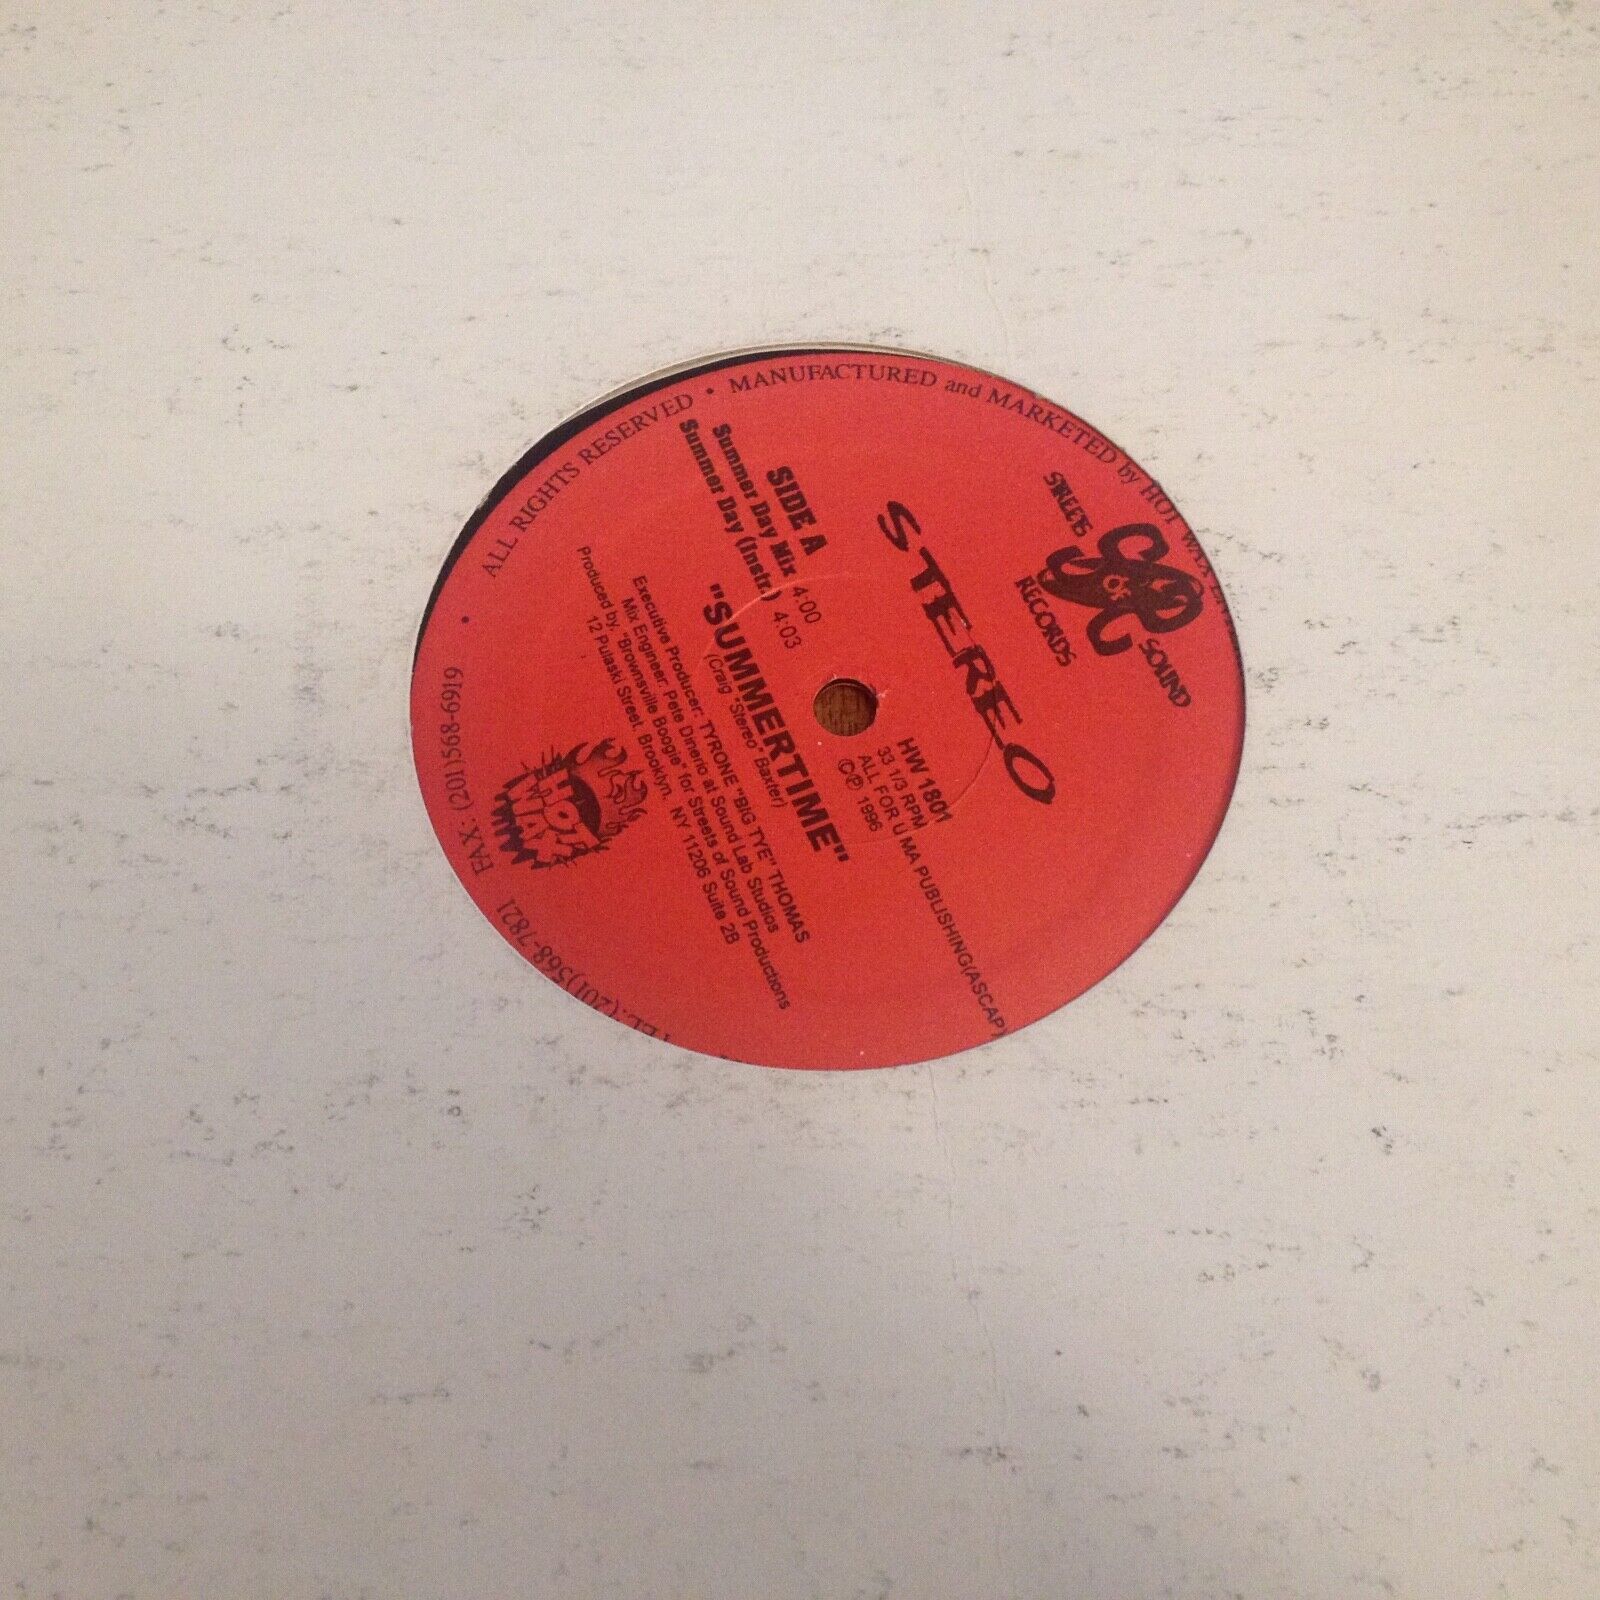 STREETS
OF
SOUND
RECORDS
STEREO
SIDE A
Summer Day Mix 4:00
Summer Day (Instr.) 4:03
HW 1801
33 1/3 RPM
ALL FOR U MA PUBLISHING(ASCAP)
©℗ 1996
"SUMMERTIME"
(Craig "Stereo" Baxter)
Executive Producer: TYRONE "BIG TYE" THOMAS
Mix Engineer: Pete Dinerio at Sound Lab Studios
Produced by: "Brownsville Boogie" for Streets of Sound Productions
12 Pulaski Street. Brooklyn. NY 11206 Suite 2B
HOT
WAX
ALL RIGHTS RESERVED • MANUFACTURED and MARKETED by HOT WAX
TEL:(201)568-7821 FAX: (201)568-6919 •